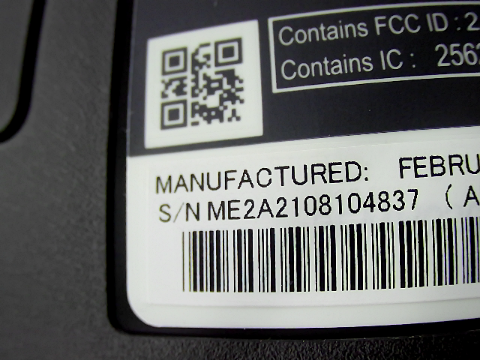 Contains FCC ID : 2
Contains IC : 2562
MANUFACTURED: FEBRU
S/N ME2A2108104837 ( A